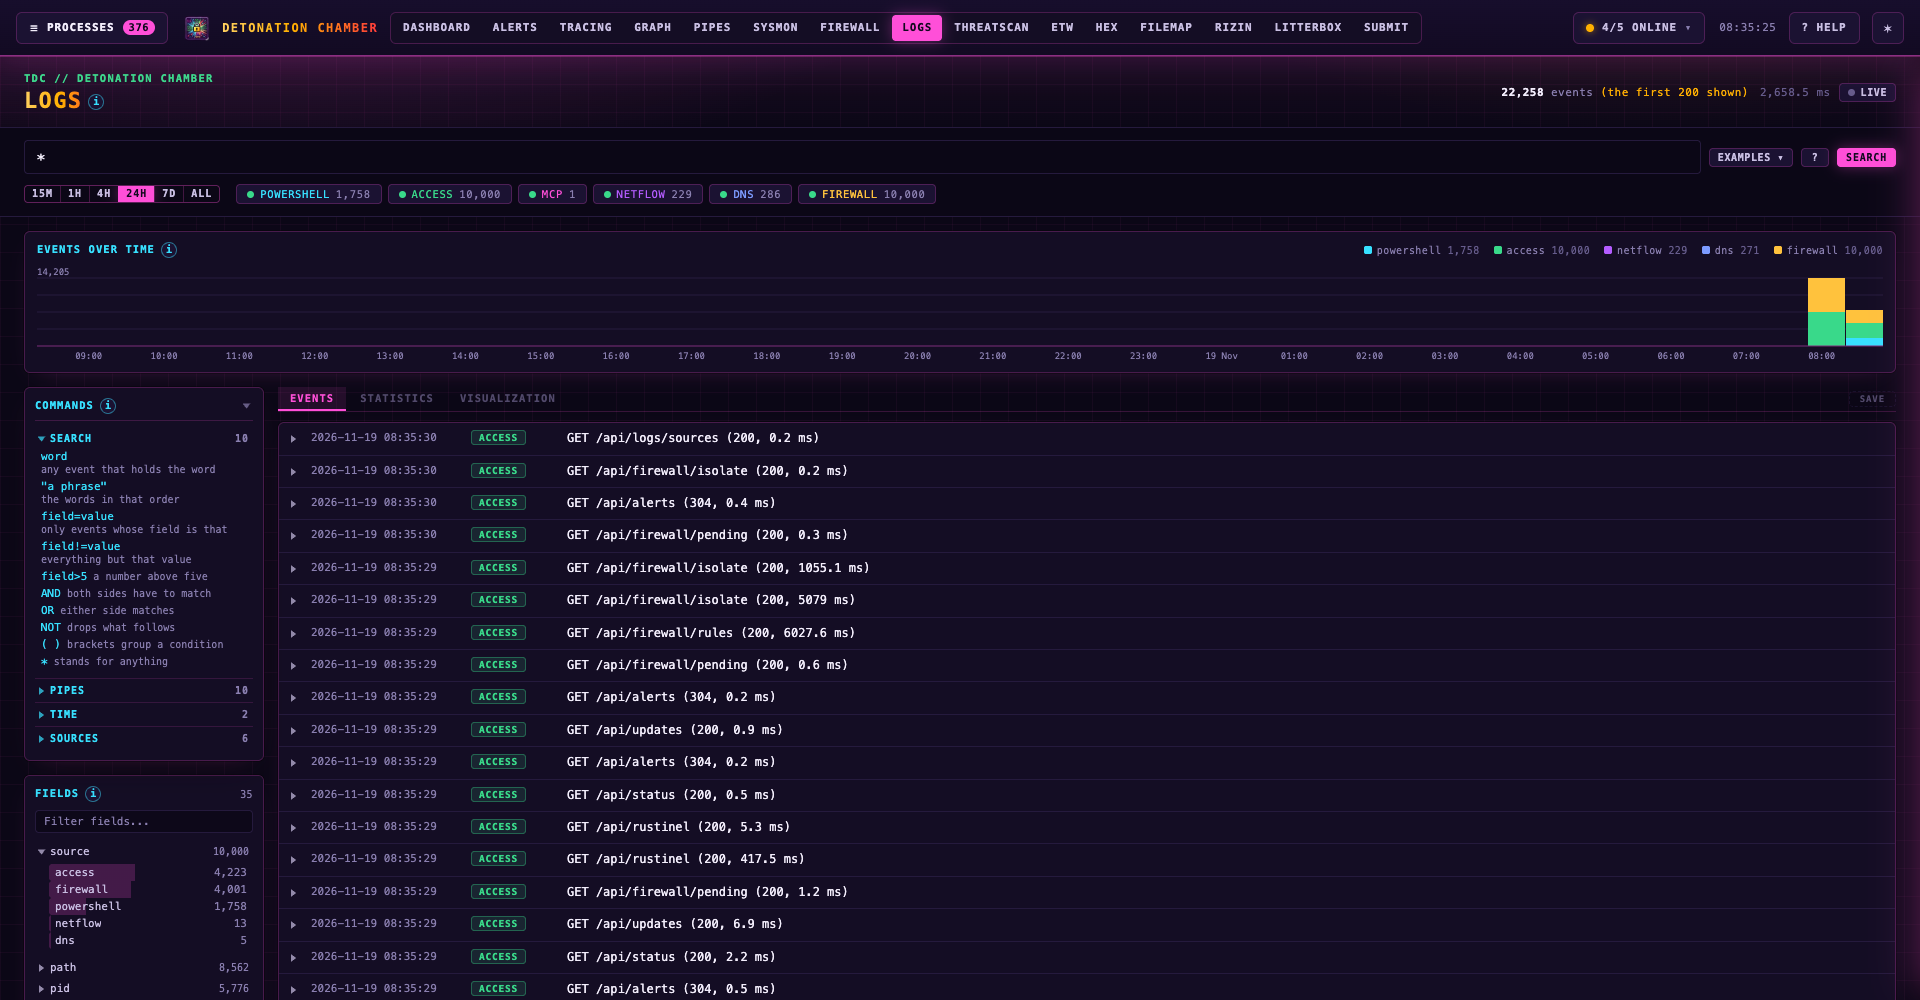 ≡ PROCESSES 376
DETONATION CHAMBER
DASHBOARD ALERTS TRACING GRAPH PIPES SYSMON FIREWALL LOGS THREATSCAN ETW HEX FILEMAP RIZIN LITTERBOX SUBMIT
4/5 ONLINE ▾ 08:35:25 ? HELP ✶
TDC // DETONATION CHAMBER
LOGS i
22,258 events (the first 200 shown) 2,658.5 ms LIVE
*
EXAMPLES ▾ ? SEARCH
15M 1H 4H 24H 7D ALL
POWERSHELL 1,758 ACCESS 10,000 MCP 1 NETFLOW 229 DNS 286 FIREWALL 10,000
EVENTS OVER TIME i
powershell 1,758 access 10,000 netflow 229 dns 271 firewall 10,000
14,205
09:00 10:00 11:00 12:00 13:00 14:00 15:00 16:00 17:00 18:00 19:00 20:00 21:00 22:00 23:00 19 Nov 01:00 02:00 03:00 04:00 05:00 06:00 07:00 08:00
COMMANDS i
SEARCH 10
word
any event that holds the word
"a phrase"
the words in that order
field=value
only events whose field is that
field!=value
everything but that value
field>5 a number above five
AND both sides have to match
OR either side matches
NOT drops what follows
( ) brackets group a condition
* stands for anything
PIPES 10
TIME 2
SOURCES 6
FIELDS i 35
Filter fields...
source 10,000
access 4,223
firewall 4,001
powershell 1,758
netflow 13
dns 5
path 8,562
pid 5,776
EVENTS STATISTICS VISUALIZATION
SAVE
2026-11-19 08:35:30 ACCESS GET /api/logs/sources (200, 0.2 ms)
2026-11-19 08:35:30 ACCESS GET /api/firewall/isolate (200, 0.2 ms)
2026-11-19 08:35:30 ACCESS GET /api/alerts (304, 0.4 ms)
2026-11-19 08:35:30 ACCESS GET /api/firewall/pending (200, 0.3 ms)
2026-11-19 08:35:29 ACCESS GET /api/firewall/isolate (200, 1055.1 ms)
2026-11-19 08:35:29 ACCESS GET /api/firewall/isolate (200, 5079 ms)
2026-11-19 08:35:29 ACCESS GET /api/firewall/rules (200, 6027.6 ms)
2026-11-19 08:35:29 ACCESS GET /api/firewall/pending (200, 0.6 ms)
2026-11-19 08:35:29 ACCESS GET /api/alerts (304, 0.2 ms)
2026-11-19 08:35:29 ACCESS GET /api/updates (200, 0.9 ms)
2026-11-19 08:35:29 ACCESS GET /api/alerts (304, 0.2 ms)
2026-11-19 08:35:29 ACCESS GET /api/status (200, 0.5 ms)
2026-11-19 08:35:29 ACCESS GET /api/rustinel (200, 5.3 ms)
2026-11-19 08:35:29 ACCESS GET /api/rustinel (200, 417.5 ms)
2026-11-19 08:35:29 ACCESS GET /api/firewall/pending (200, 1.2 ms)
2026-11-19 08:35:29 ACCESS GET /api/updates (200, 6.9 ms)
2026-11-19 08:35:29 ACCESS GET /api/status (200, 2.2 ms)
2026-11-19 08:35:29 ACCESS GET /api/alerts (304, 0.5 ms)